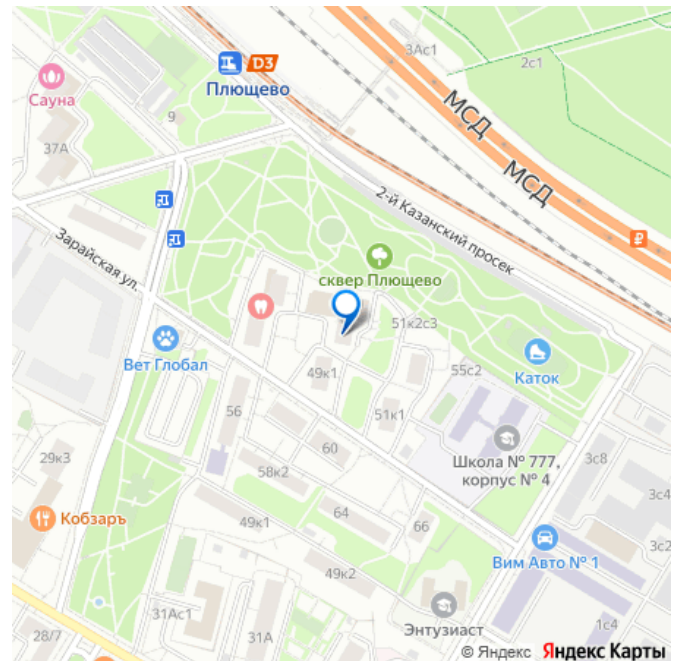 3Ас1
2с1
D3
Плющево
Сауна
МСД
МСД
9
37А
2-й Казанский просек
₽
Зарайская ул.
сквер Плющево
51к2с3
Вет Глобал
49к1
55с2
Каток
56
51к1
Школа № 777,
корпус № 4
3с8
29к3
60
58к2
3с4
Кобзаръ
49к1
64
66
3с2
Вим Авто № 1
49к2
31Ас1
Энтузиаст
1с4
28/7
31А
© Яндекс Яндекс Карты